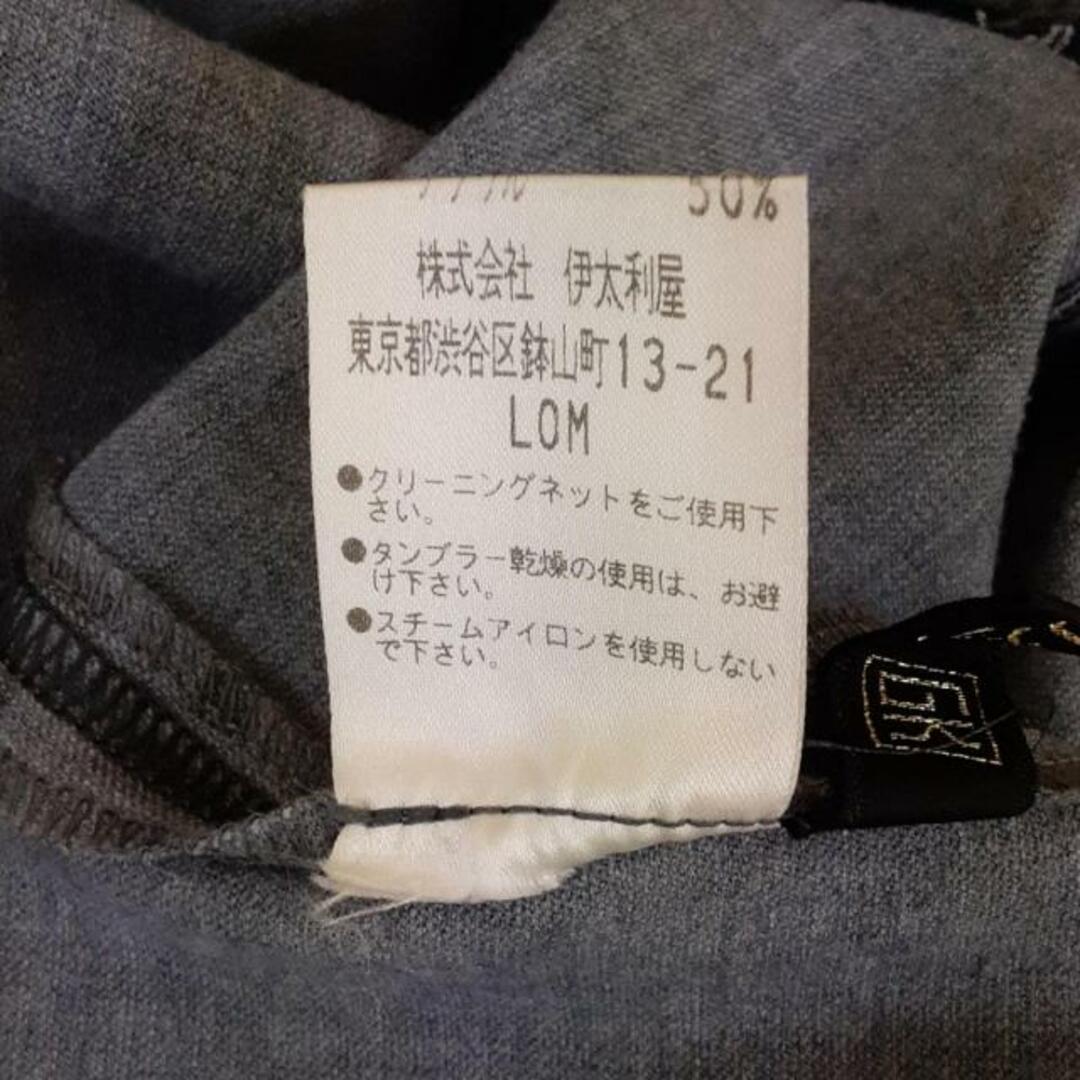 50%
株式会社 伊太利屋
東京都渋谷区鉢山町13-21
LOM
●クリーニングネットをご使用下
さい。
●タンブラー乾燥の使用は、お避
け下さい。
●スチームアイロンを使用しない
で下さい。
GK